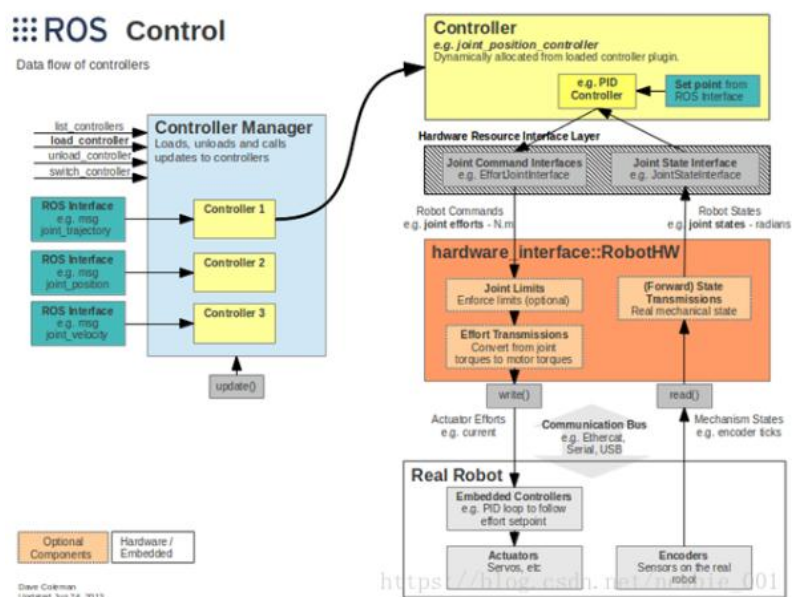 ROS Control
Data flow of controllers
list_controllers
load_controller
unload_controller
switch_controller
Controller Manager
Loads, unloads and calls
updates to controllers
ROS Interface
e.g. msg
joint_trajectory
Controller 1
ROS Interface
e.g. msg
joint_position
Controller 2
ROS Interface
e.g. msg
joint_velocity
Controller 3
update()
Controller
e.g. joint_position_controller
Dynamically allocated from loaded controller plugin.
e.g. PID
Controller
Set point from
ROS Interface
Hardware Resource Interface Layer
Joint Command Interfaces
e.g. EffortJointInterface
Joint State Interface
e.g. JointStateInterface
Robot Commands
e.g. joint efforts - N.m
Robot States
e.g. joint states - radians
hardware_interface::RobotHW
Joint Limits
Enforce limits (optional)
Effort Transmissions
Convert from joint
torques to motor torques
(Forward) State
Transmissions
Real mechanical state
write()
read()
Actuator Efforts
e.g. current
Communication Bus
e.g. Ethercat,
Serial, USB
Mechanism States
e.g. encoder ticks
Real Robot
Embedded Controllers
e.g. PID loop to follow
effort setpoint
Actuators
Servos, etc
Encoders
Sensors on the real
robot
Optional
Components
Hardware /
Embedded
Dave Coleman
https://blog.csdn.net/newbie_001